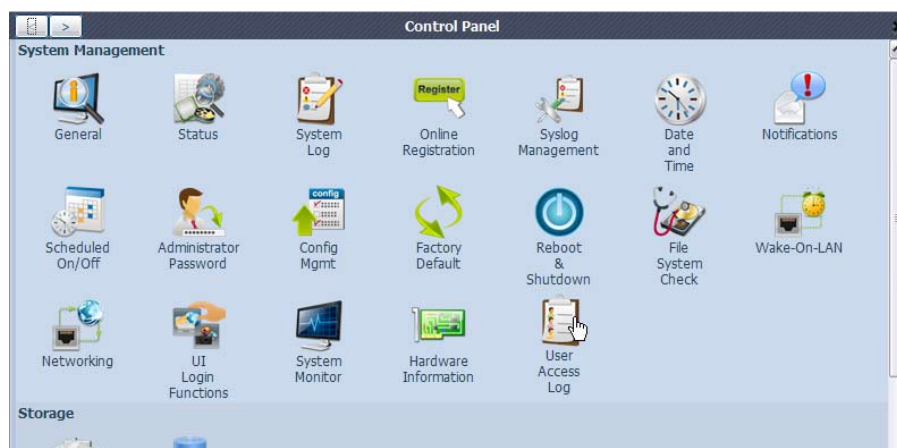 Control Panel
System Management
Register
General
Status
System
Log
Online
Registration
Syslog
Management
Date
and
Time
Notifications
config
Scheduled
On/Off
Administrator
Password
Config
Mgmt
Factory
Default
Reboot
&
Shutdown
File
System
Check
Wake-On-LAN
Networking
UI
Login
Functions
System
Monitor
Hardware
Information
User
Access
Log
Storage